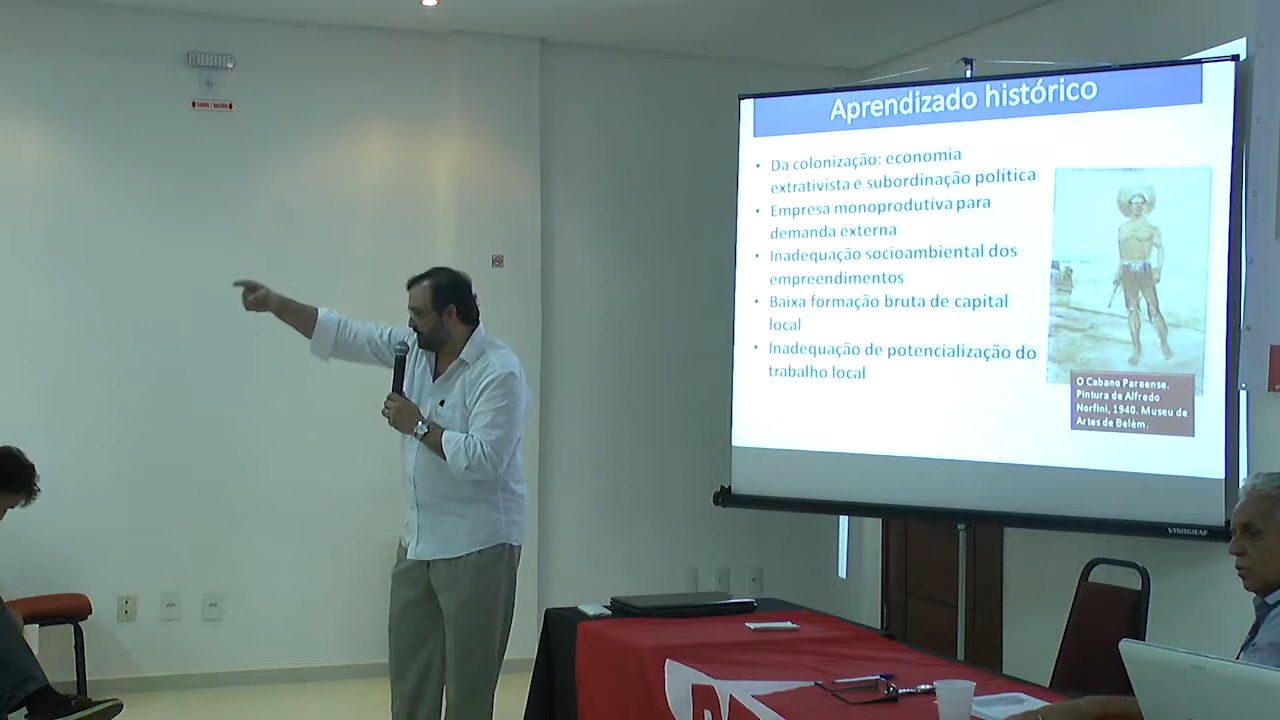 SAÍDA / SALIDA
Aprendizado histórico
• Da colonização: economia
extrativista e subordinação política
• Empresa monoprodutiva para
demanda externa
• Inadequação socioambiental dos
empreendimentos
• Baixa formação bruta de capital
local
• Inadequação de potencialização do
trabalho local
O Cabano Paraense.
Pintura de Alfredo
Norfini, 1940. Museu de
Artes de Belém.
VISOGRAF